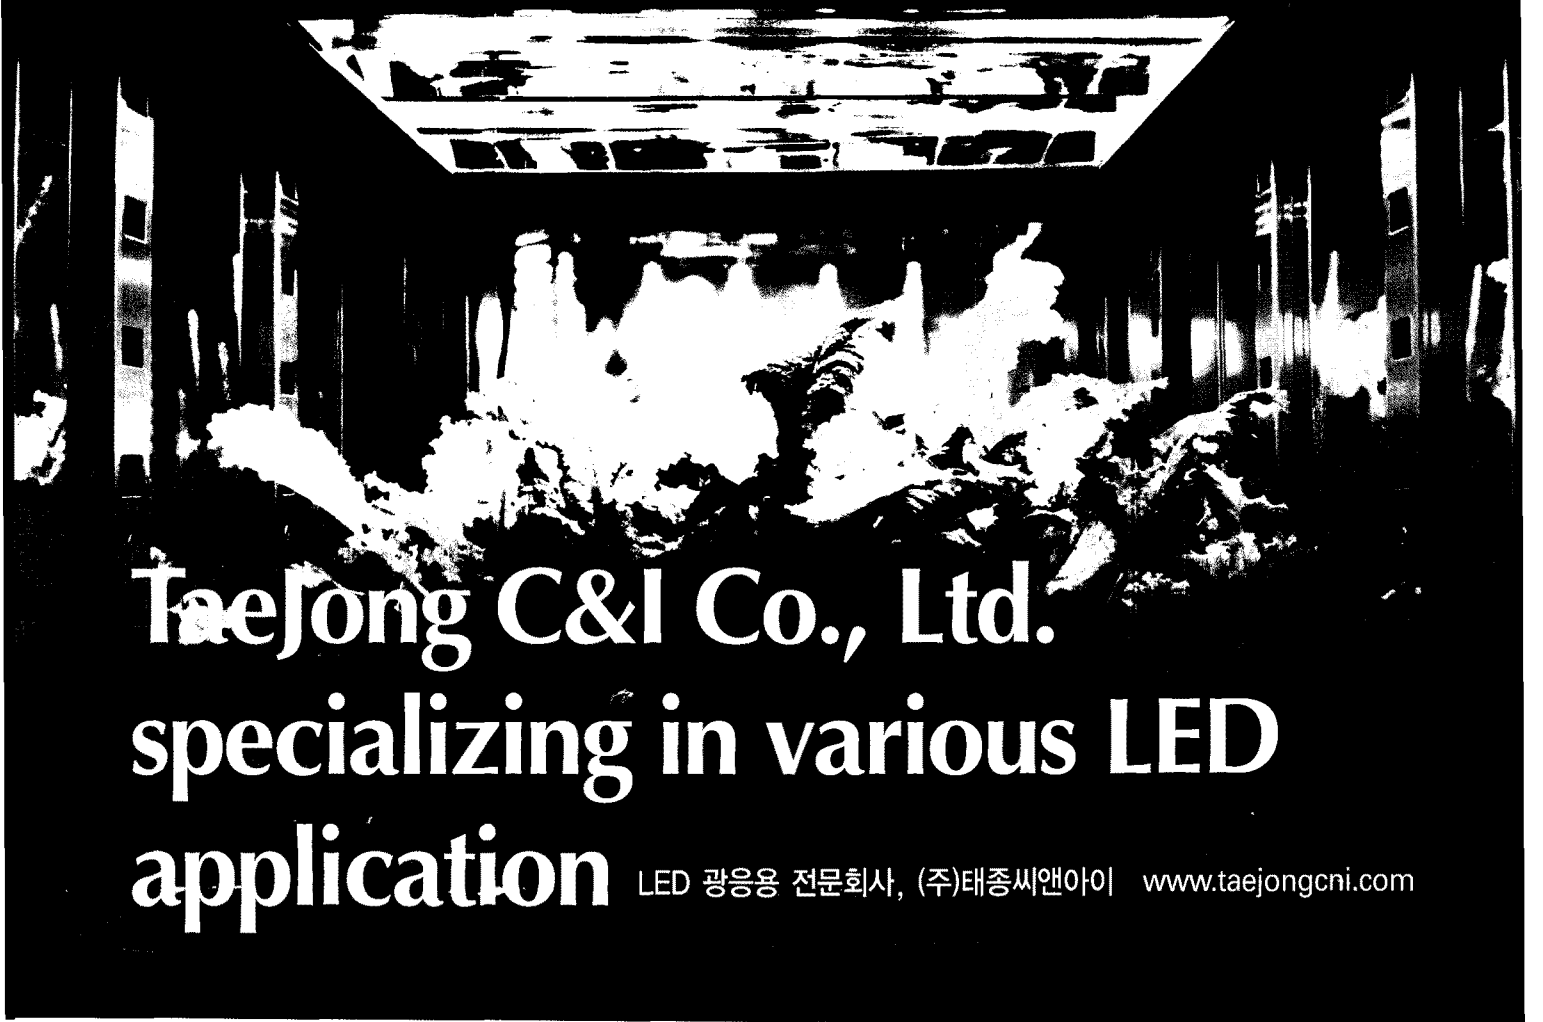 TaeJong C&I Co., Ltd.
specializing in various LED
application LED 광응용 전문회사, (주)태종씨앤아이 www.taejongcni.com